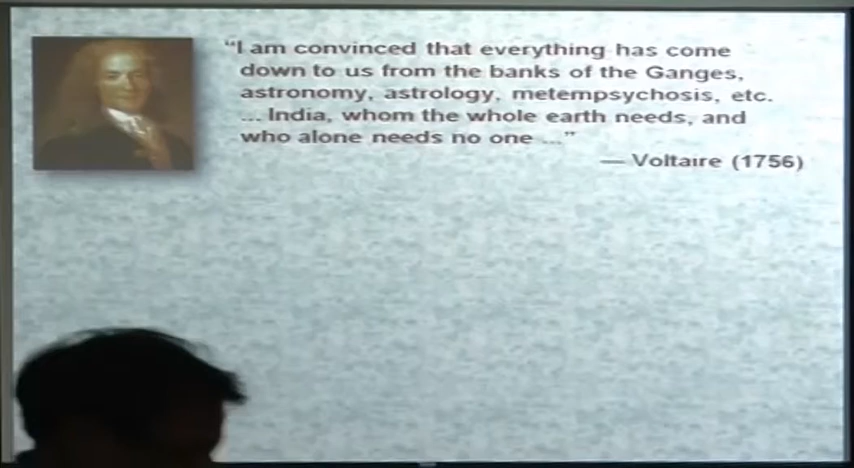 “I am convinced that everything has come
down to us from the banks of the Ganges,
astronomy, astrology, metempsychosis, etc.
... India, whom the whole earth needs, and
who alone needs no one ...”
— Voltaire (1756)